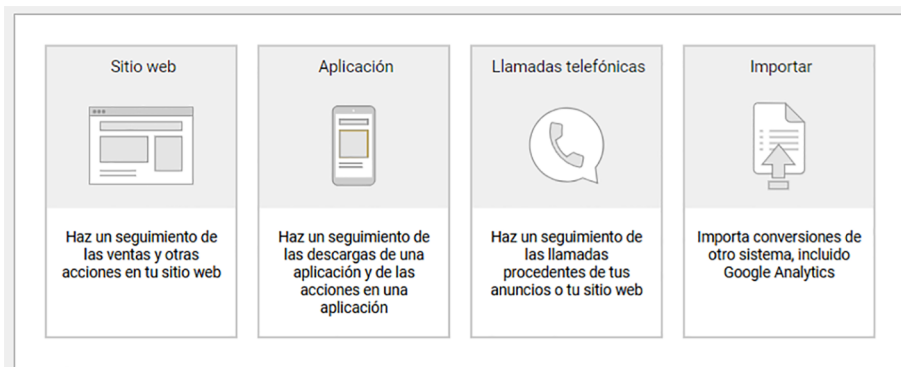 Sitio web
Haz un seguimiento de
las ventas y otras
acciones en tu sitio web
Aplicación
Haz un seguimiento de
las descargas de una
aplicación y de las
acciones en una
aplicación
Llamadas telefónicas
Haz un seguimiento de
las llamadas
procedentes de tus
anuncios o tu sitio web
Importar
Importa conversiones de
otro sistema, incluido
Google Analytics